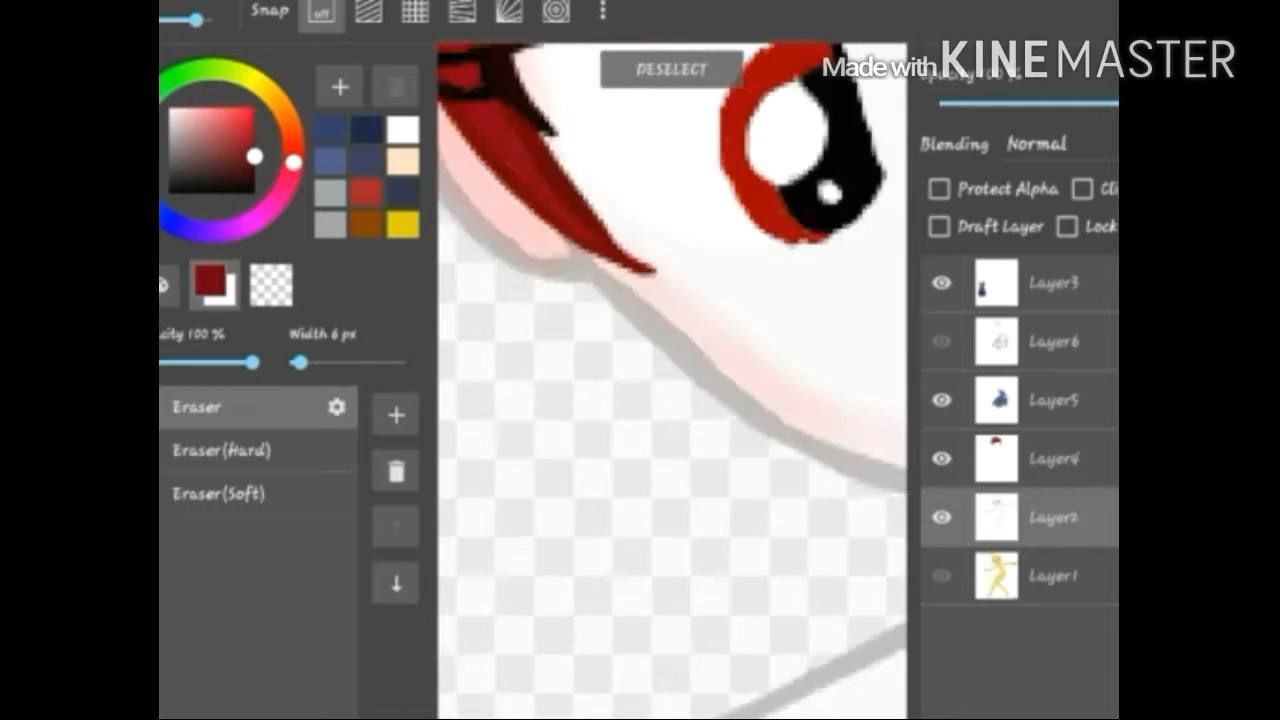 Snap
off
DESELECT
Made with KINEMASTER
Blending Normal
Protect Alpha
Draft Layer
Lock
Width 6 px
100 %
Eraser
Eraser(Hard)
Eraser(Soft)
Layer3
Layer6
Layer5
Layer4
Layer2
Layer1